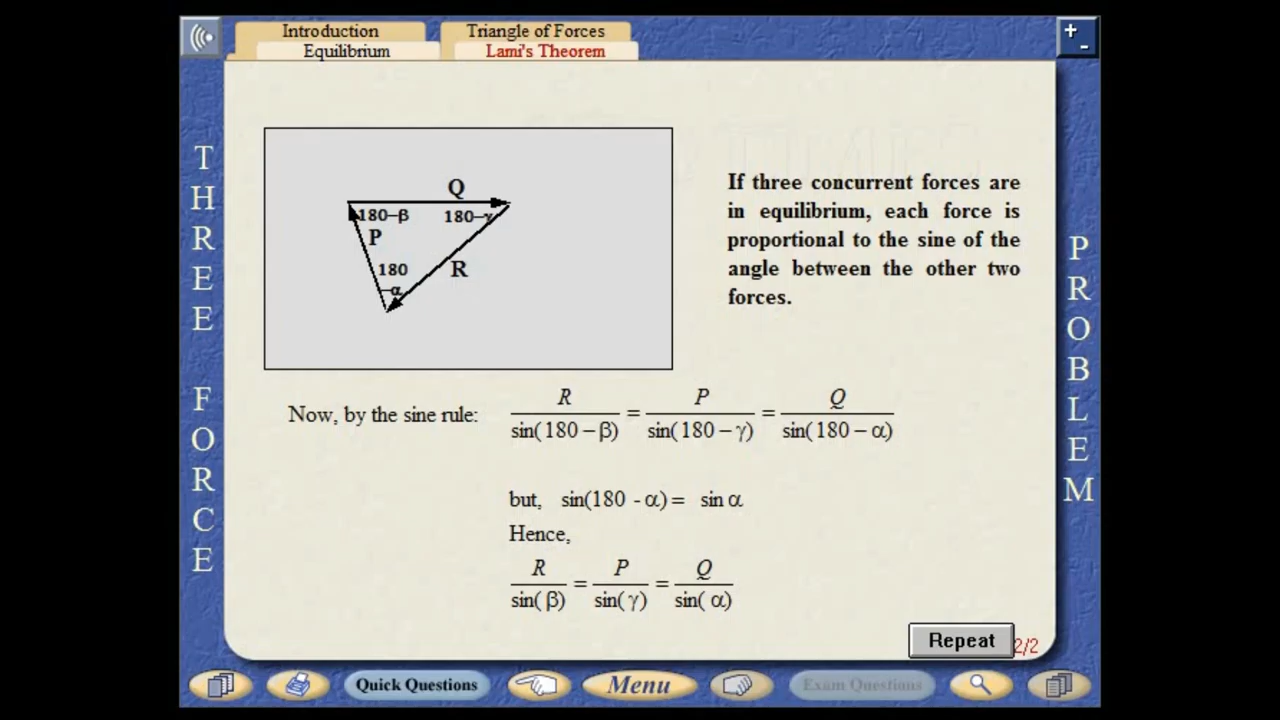 Introduction
Triangle of Forces
Equilibrium
Lami's Theorem
+
-
THREE FORCE
PROBLEM
Q
180–β
180–γ
P
180
–α
R
If three concurrent forces are
in equilibrium, each force is
proportional to the sine of the
angle between the other two
forces.
Now, by the sine rule: R/sin(180 − β) = P/sin(180 − γ) = Q/sin(180 − α)
but, sin(180 - α) = sin α
Hence,
R/sin(β) = P/sin(γ) = Q/sin(α)
Repeat
2/2
Quick Questions
Menu
Exam Questions